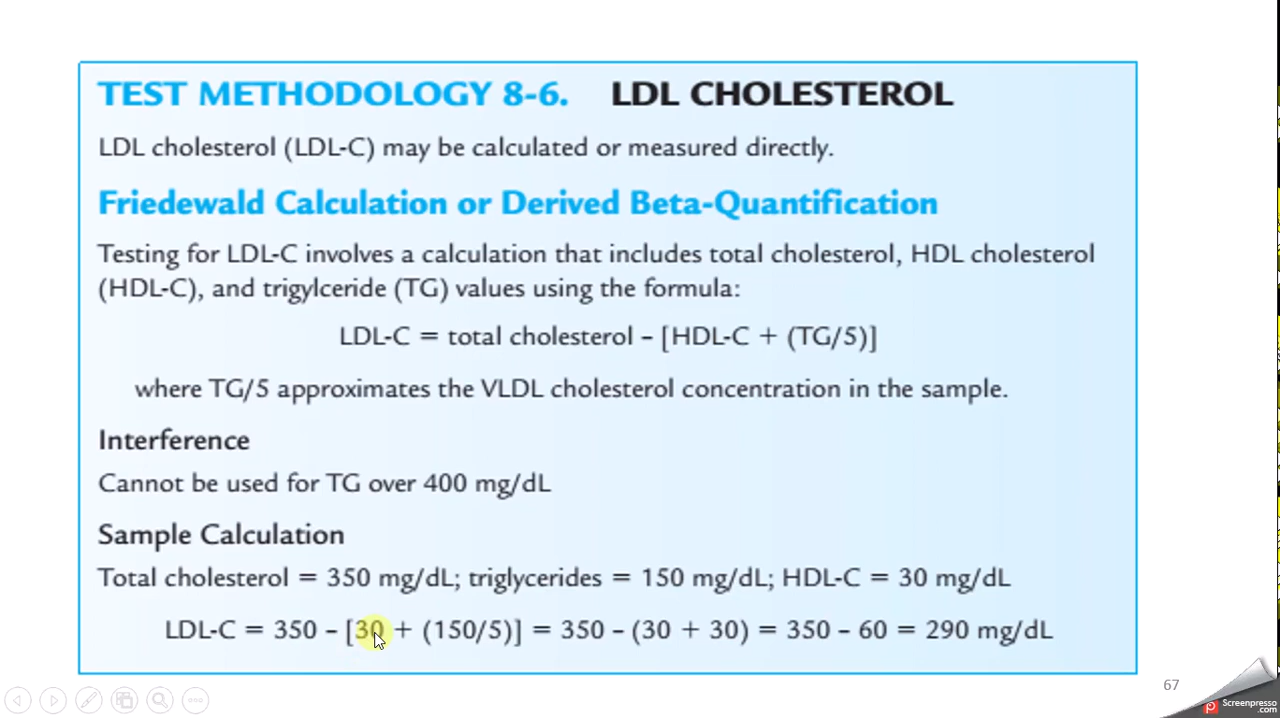 TEST METHODOLOGY 8-6. LDL CHOLESTEROL
LDL cholesterol (LDL-C) may be calculated or measured directly.
Friedewald Calculation or Derived Beta-Quantification
Testing for LDL-C involves a calculation that includes total cholesterol, HDL cholesterol
(HDL-C), and trigylceride (TG) values using the formula:
LDL-C = total cholesterol – [HDL-C + (TG/5)]
where TG/5 approximates the VLDL cholesterol concentration in the sample.
Interference
Cannot be used for TG over 400 mg/dL
Sample Calculation
Total cholesterol = 350 mg/dL; triglycerides = 150 mg/dL; HDL-C = 30 mg/dL
LDL-C = 350 – [30 + (150/5)] = 350 – (30 + 30) = 350 – 60 = 290 mg/dL
67
Screenpresso
.com